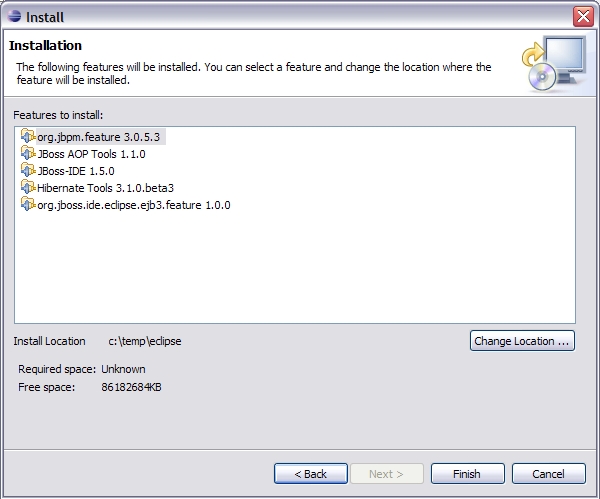 Install
Installation
The following features will be installed. You can select a feature and change the location where the
feature will be installed.
Features to install:
org.jbpm.feature 3.0.5.3
JBoss AOP Tools 1.1.0
JBoss-IDE 1.5.0
Hibernate Tools 3.1.0.beta3
org.jboss.ide.eclipse.ejb3.feature 1.0.0
Install Location c:\temp\eclipse
Change Location ...
Required space: Unknown
Free space: 86182684KB
< Back Next > Finish Cancel